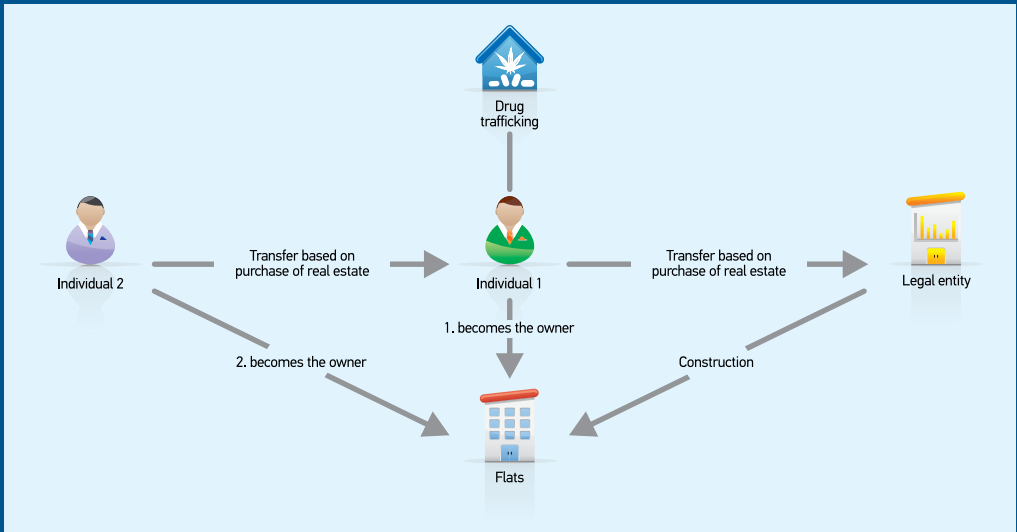 Drug
trafficking
Individual 2
Transfer based on
purchase of real estate
Individual 1
Transfer based on
purchase of real estate
Legal entity
1. becomes the owner
2. becomes the owner
Construction
Flats